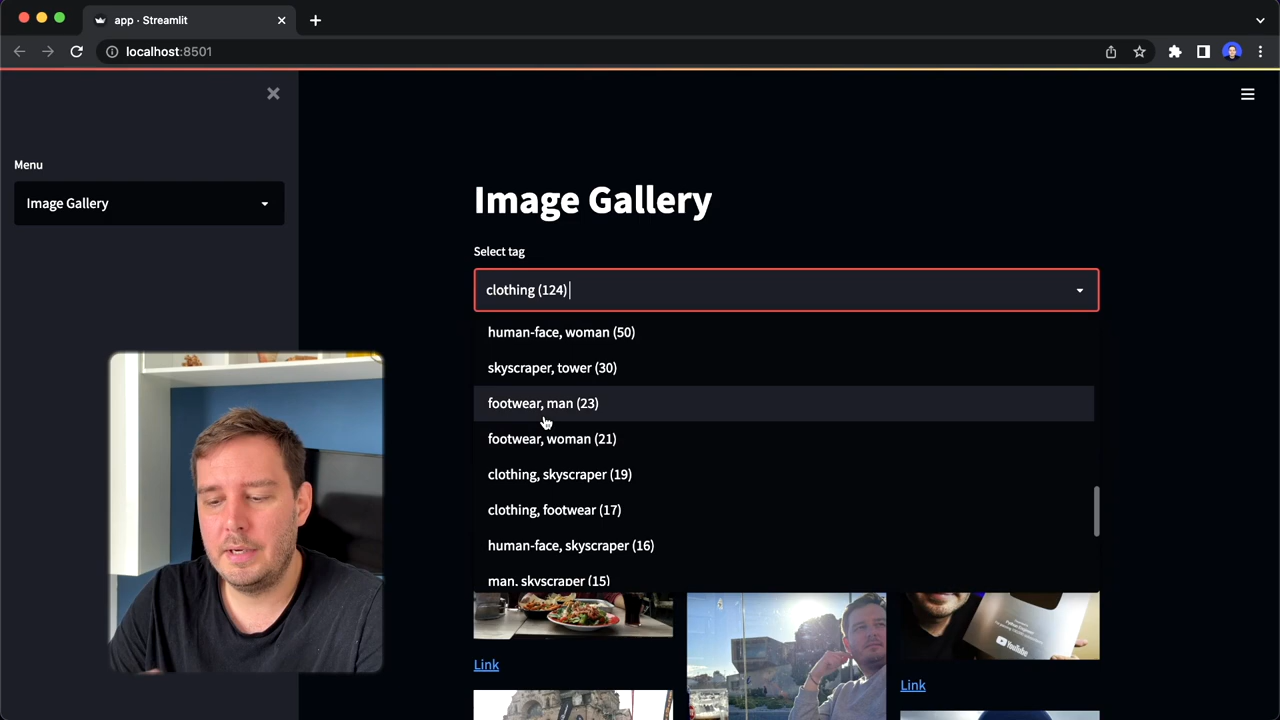 app · Streamlit
localhost:8501
Menu
Image Gallery
Image Gallery
Select tag
clothing (124)
human-face, woman (50)
skyscraper, tower (30)
footwear, man (23)
footwear, woman (21)
clothing, skyscraper (19)
clothing, footwear (17)
human-face, skyscraper (16)
man, skyscraper (15)
YouTube
Link
Link